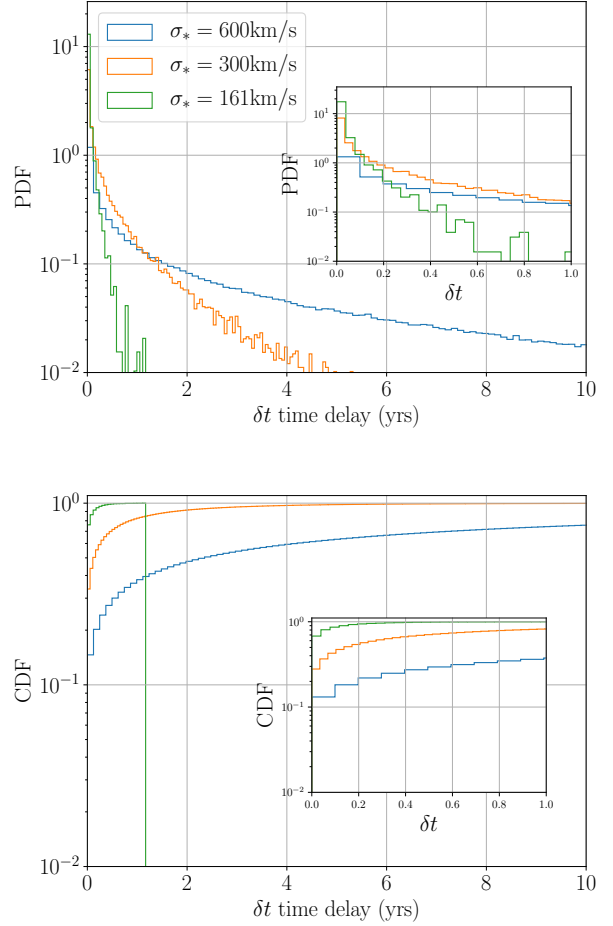 σ* = 600km/s
σ* = 300km/s
σ* = 161km/s
10¹
10⁰
10⁻¹
10⁻²
PDF
0 2 4 6 8 10
δt time delay (yrs)
10¹
10⁰
10⁻¹
10⁻²
PDF
0.0 0.2 0.4 0.6 0.8 1.0
δt
10⁰
10⁻¹
10⁻²
CDF
0 2 4 6 8 10
δt time delay (yrs)
10⁰
10⁻¹
10⁻²
CDF
0.0 0.2 0.4 0.6 0.8 1.0
δt